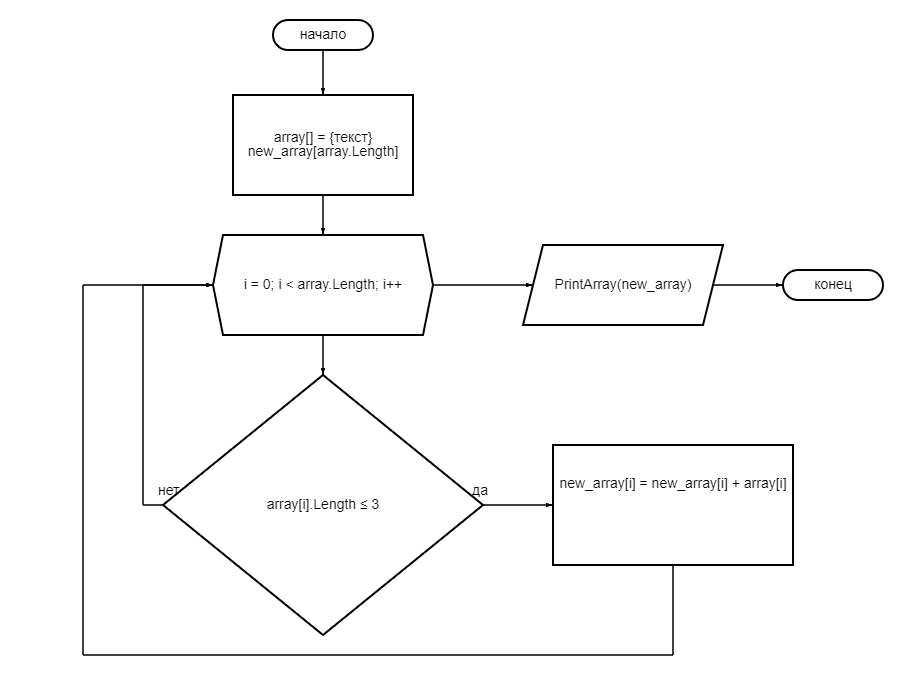 начало
array[] = {текст}
new_array[array.Length]
i = 0; i < array.Length; i++
PrintArray(new_array)
конец
нет
array[i].Length ≤ 3
да
new_array[i] = new_array[i] + array[i]